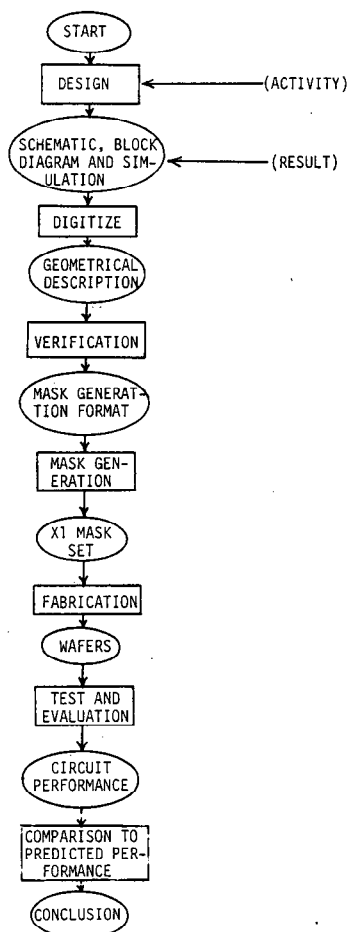 START
DESIGN
(ACTIVITY)
SCHEMATIC, BLOCK
DIAGRAM AND SIM-
ULATION
(RESULT)
DIGITIZE
GEOMETRICAL
DESCRIPTION
VERIFICATION
MASK GENERAT-
TION FORMAT
MASK GEN-
ERATION
X1 MASK
SET
FABRICATION
WAFERS
TEST AND
EVALUATION
CIRCUIT
PERFORMANCE
COMPARISON TO
PREDICTED PER-
FORMANCE
CONCLUSION